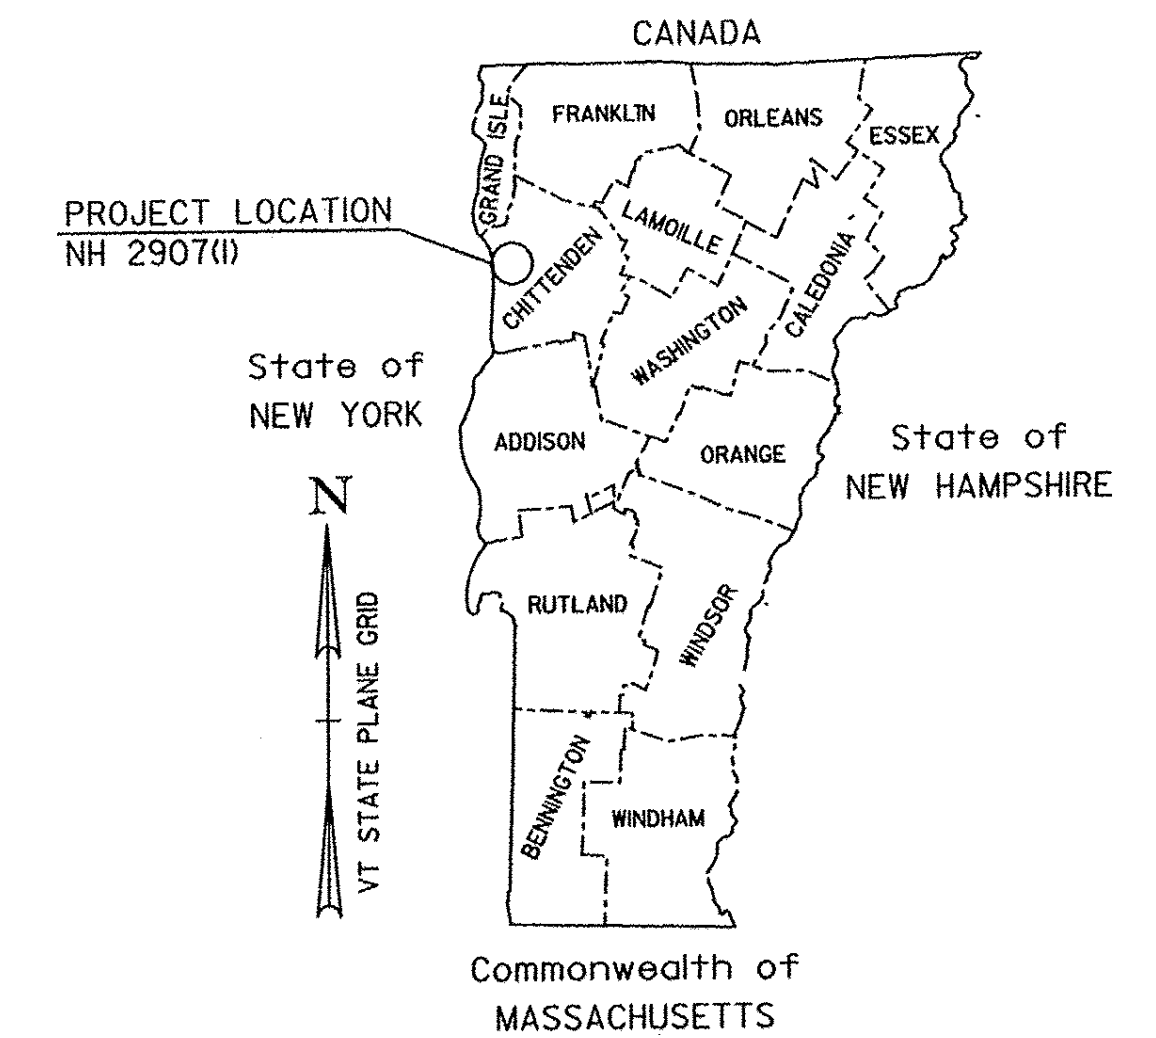 CANADA
FRANKLIN
ORLEANS
ESSEX
GRAND ISLE
LAMOILLE
PROJECT LOCATION
NH 2907(1)
CHITTENDEN
CALEDONIA
WASHINGTON
State of
NEW YORK
ADDISON
ORANGE
State of
NEW HAMPSHIRE
N
VT STATE PLANE GRID
RUTLAND
WINDSOR
BENNINGTON
WINDHAM
Commonwealth of
MASSACHUSETTS